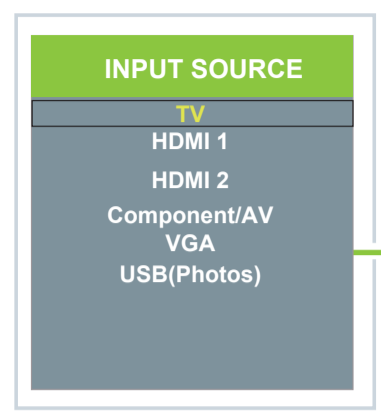 INPUT SOURCE
TV
HDMI 1
HDMI 2
Component/AV
VGA
USB(Photos)